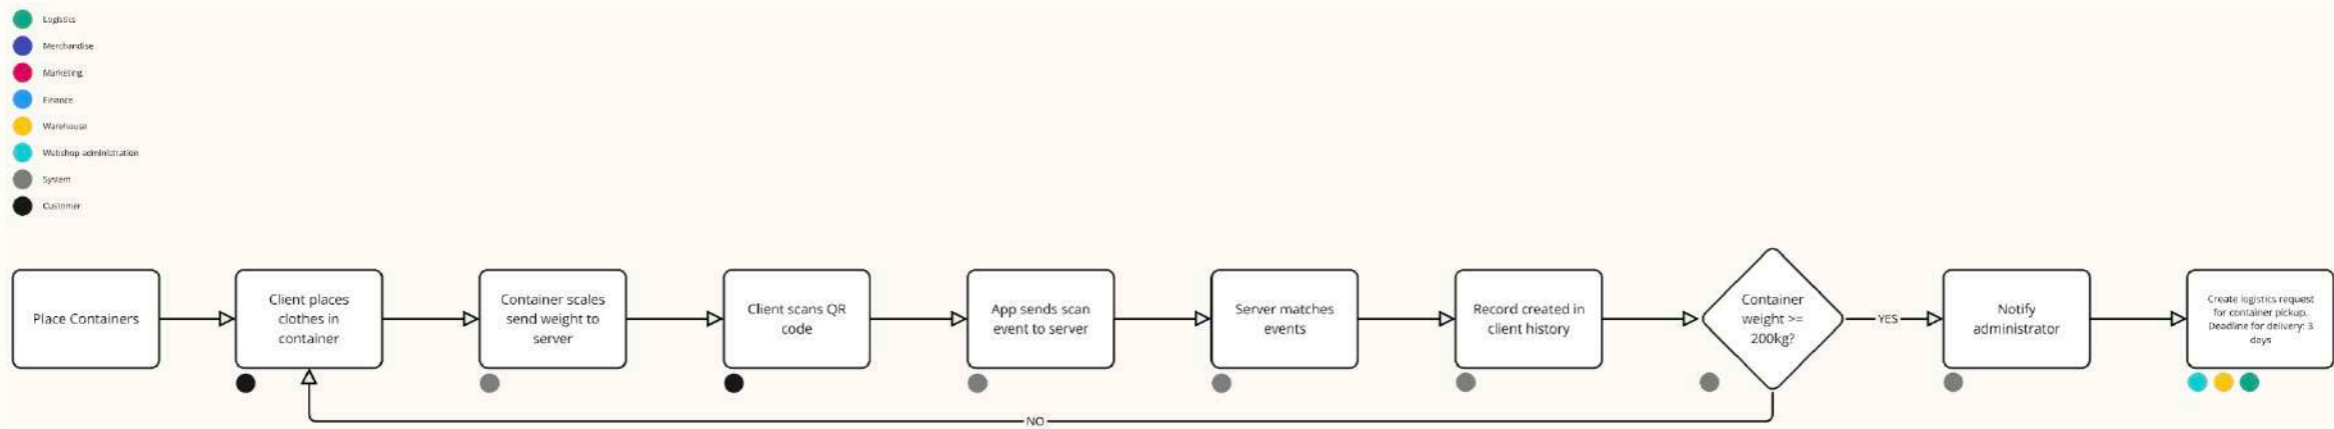 Logistics
Merchandise
Marketing
Finance
Warehouse
Webshop administration
System
Customer
Place Containers
Client places
clothes in
container
Container scales
send weight to
server
Client scans QR
code
App sends scan
event to server
Server matches
events
Record created in
client history
Container
weight >=
200kg?
YES
Notify
administrator
Create logistics request
for container pickup.
Deadline for delivery: 3
days
NO